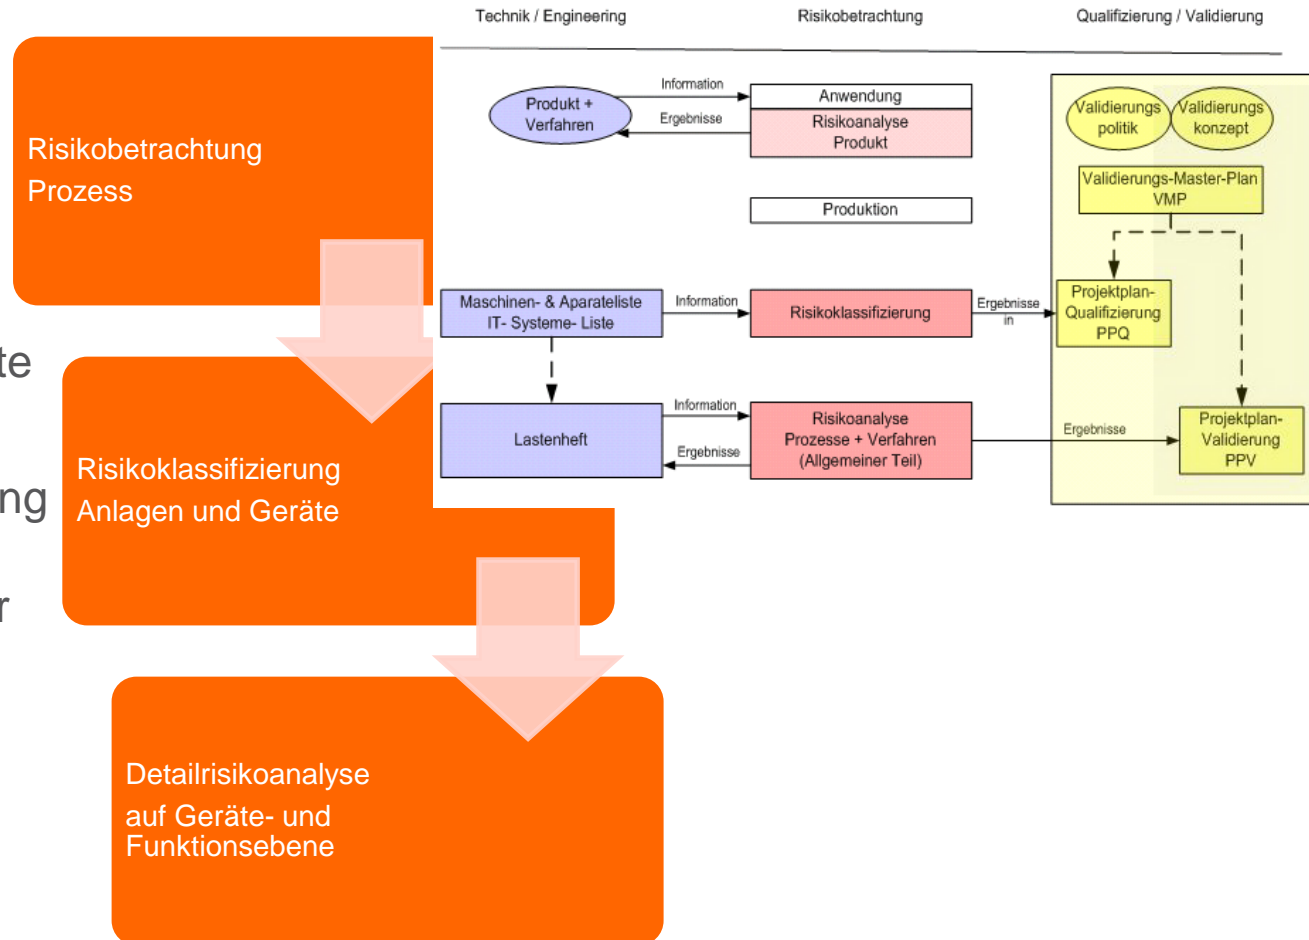 Technik / Engineering
Risikobetrachtung
Qualifizierung / Validierung
Produkt +
Verfahren
Information
Ergebnisse
Anwendung
Risikoanalyse
Produkt
Produktion
Validierungs
politik
Validierungs
konzept
Validierungs-Master-Plan
VMP
Maschinen- & Aparateliste
IT- Systeme- Liste
Information
Risikoklassifizierung
Ergebnisse
in
Projektplan-
Qualifizierung
PPQ
Lastenheft
Information
Ergebnisse
Risikoanalyse
Prozesse + Verfahren
(Allgemeiner Teil)
Ergebnisse
Projektplan-
Validierung
PPV
Risikobetrachtung
Prozess
te
ng
r
Risikoklassifizierung
Anlagen und Geräte
Detailrisikoanalyse
auf Geräte- und
Funktionsebene